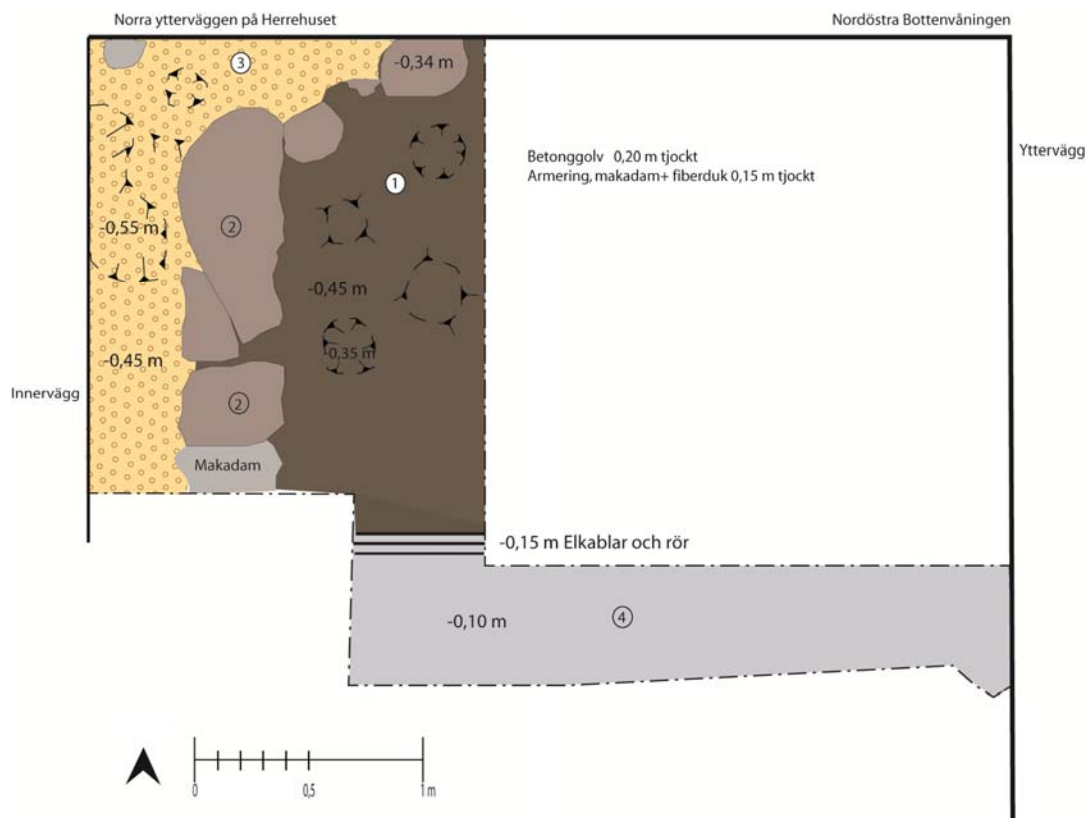 Norra ytterväggen på Herrehuset
Nordöstra Bottenvåningen
3
-0,34 m
Yttervägg
Betonggolv 0,20 m tjockt
Armering, makadam+ fiberduk 0,15 m tjockt
1
2
-0,55 m
-0,45 m
-0,35 m
-0,45 m
Innervägg
2
Makadam
-0,15 m Elkablar och rör
-0,10 m
4
0
0,5
1 m